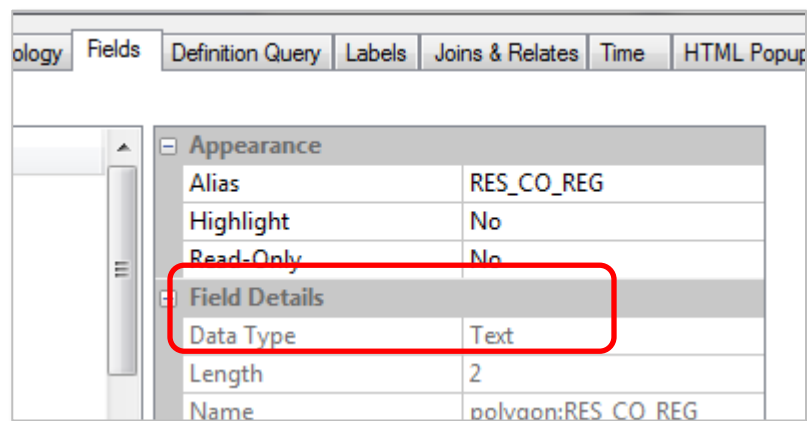 ology Fields Definition Query Labels Joins & Relates Time HTML Popup
Appearance
Alias RES_CO_REG
Highlight No
Read-Only No
Field Details
Data Type Text
Length 2
Name polygon:RES_CO_REG